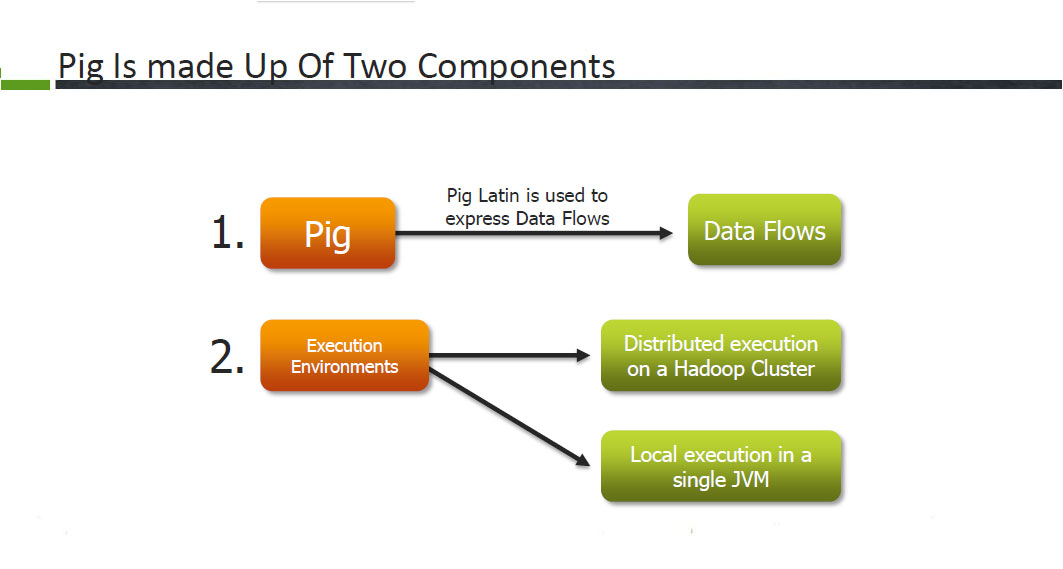 Pig Is made Up Of Two Components
Pig Latin is used to
express Data Flows
1.
Pig
Data Flows
2.
Execution
Environments
Distributed execution
on a Hadoop Cluster
Local execution in a
single JVM